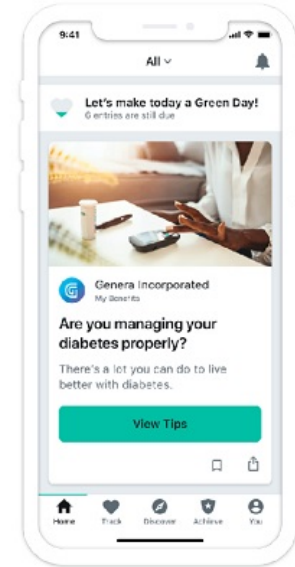 9:41
All
Let's make today a Green Day!
6 entries are still due
Genera Incorporated
My Benefits
Are you managing your
diabetes properly?
There's a lot you can do to live
better with diabetes.
View Tips
Home Track Discover Achieve You